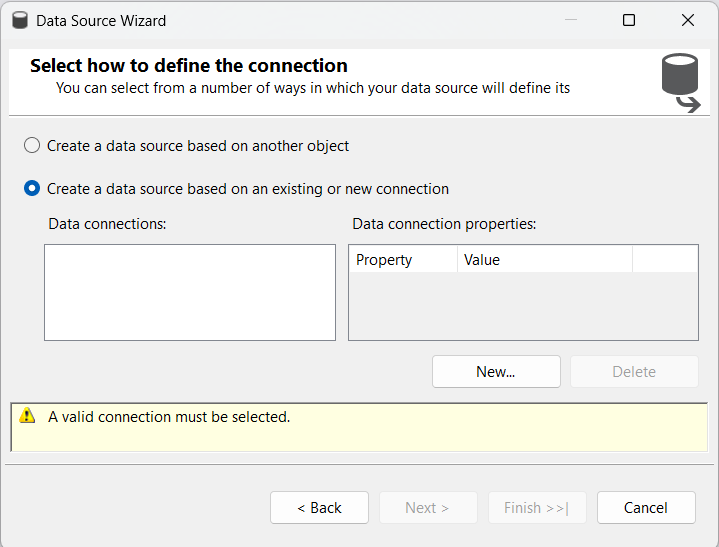 Data Source Wizard
Select how to define the connection
You can select from a number of ways in which your data source will define its
Create a data source based on another object
Create a data source based on an existing or new connection
Data connections:
Data connection properties:
Property
Value
New...
Delete
A valid connection must be selected.
< Back
Next >
Finish >>|
Cancel